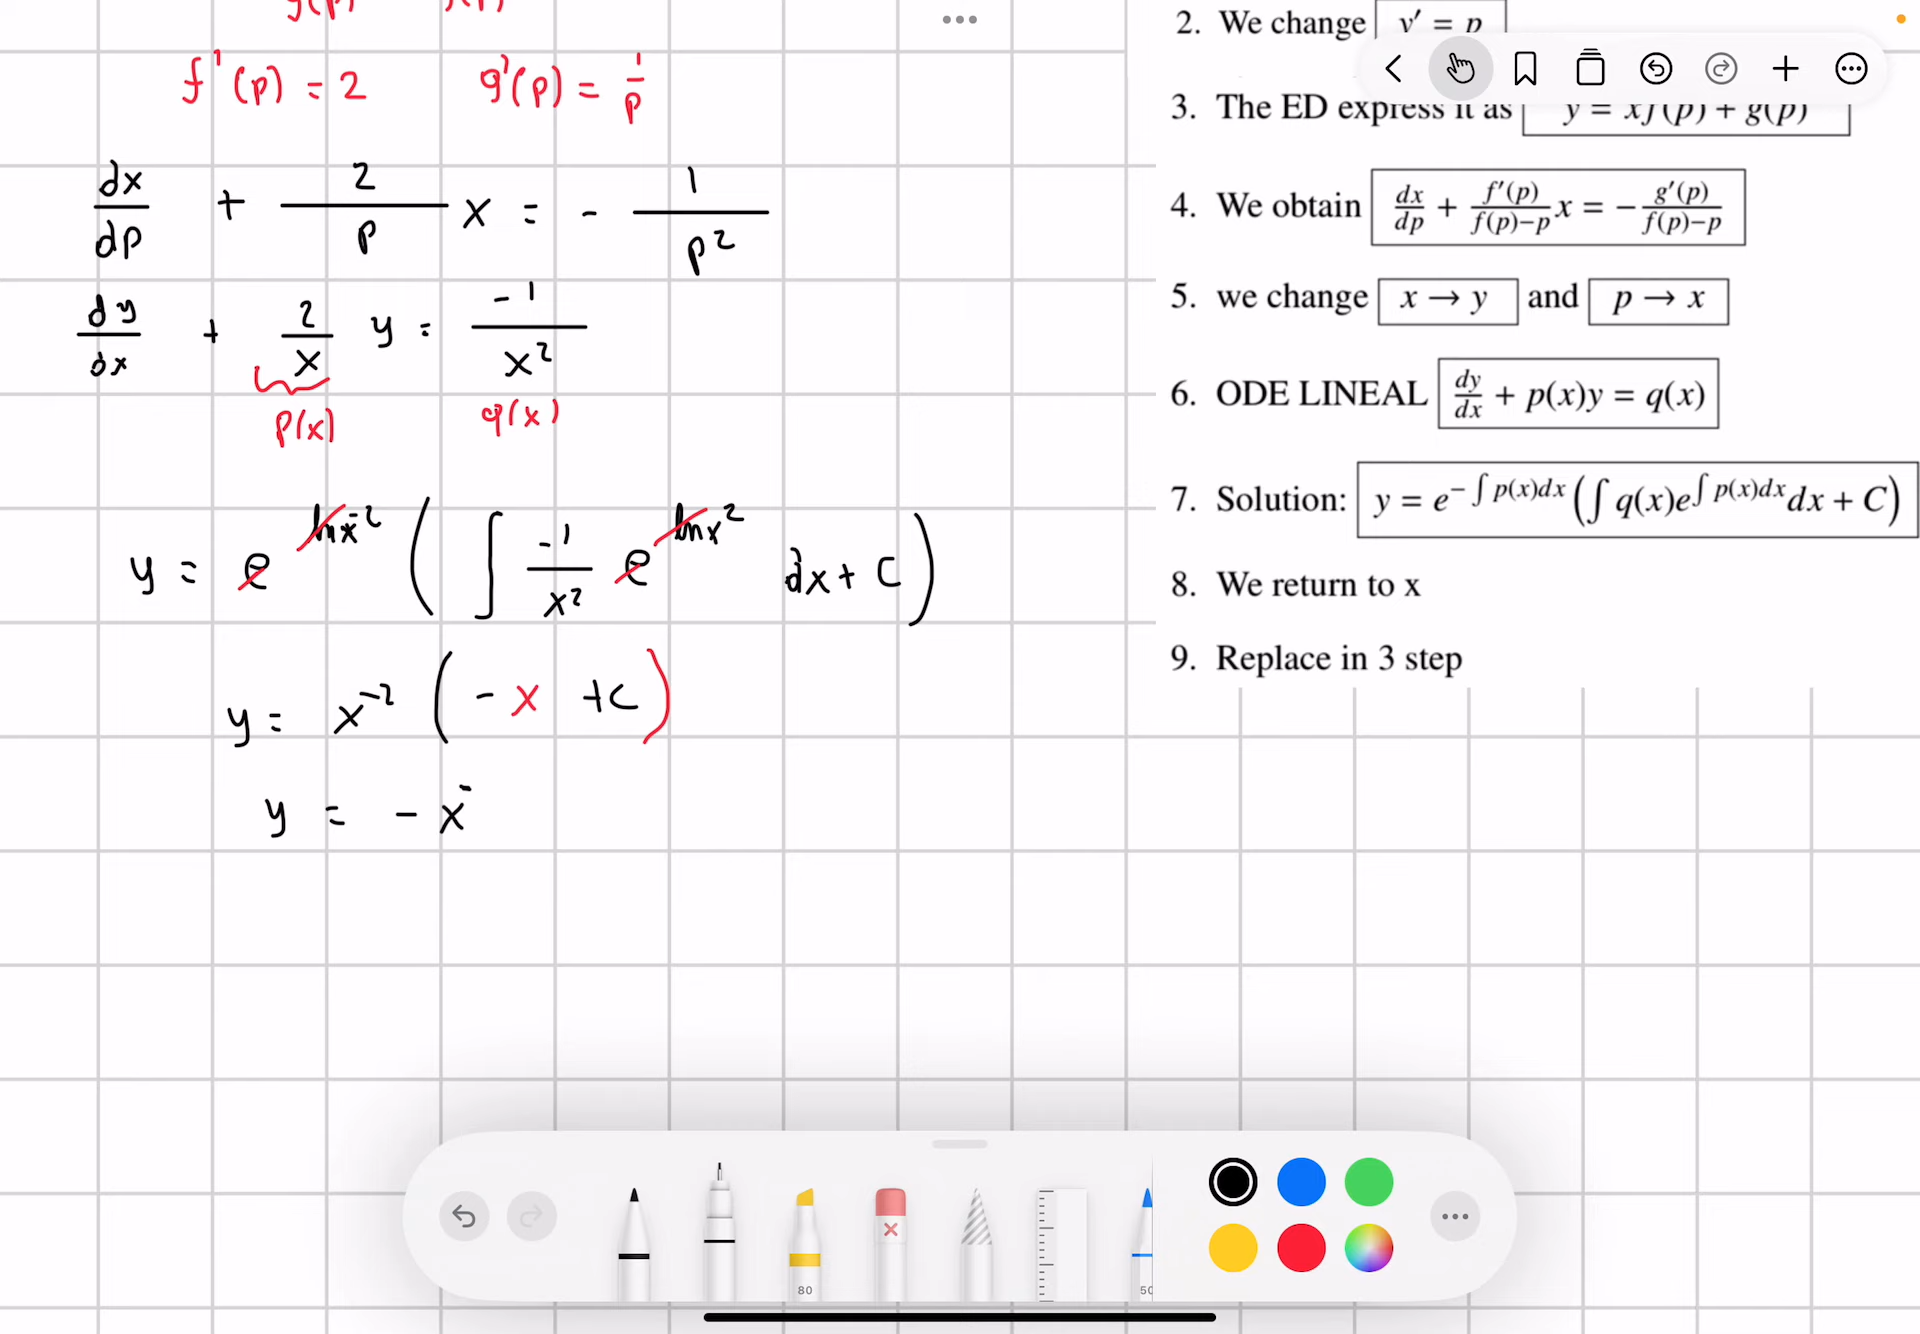 f'(p) = 2   g'(p) = 1/p
dx/dp + 2/p x = - 1/p²
dy/dx + 2/x y = -1/x²
p(x)   q(x)
y = e^(ln x^-2) ( ∫ -1/x² e^(ln x²) dx + C )
y = x^-2 ( - x + C )
y = - x^-
2. We change y' = p
3. The ED express it as y = xf(p) + g(p)
4. We obtain dx/dp + f'(p)/(f(p)−p) x = − g'(p)/(f(p)−p)
5. we change x → y and p → x
6. ODE LINEAL dy/dx + p(x)y = q(x)
7. Solution: y = e^(−∫ p(x)dx) (∫ q(x)e^(∫ p(x)dx) dx + C)
8. We return to x
9. Replace in 3 step
80
50